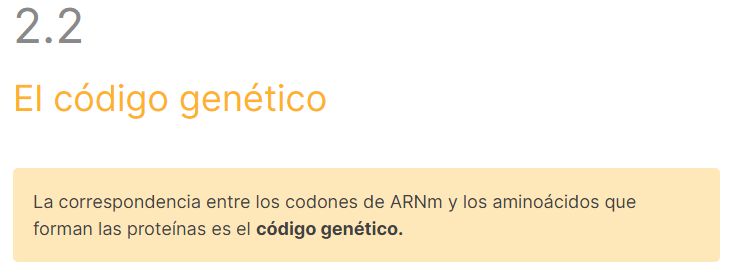 2.2
El código genético
La correspondencia entre los codones de ARNm y los aminoácidos que
forman las proteínas es el código genético.